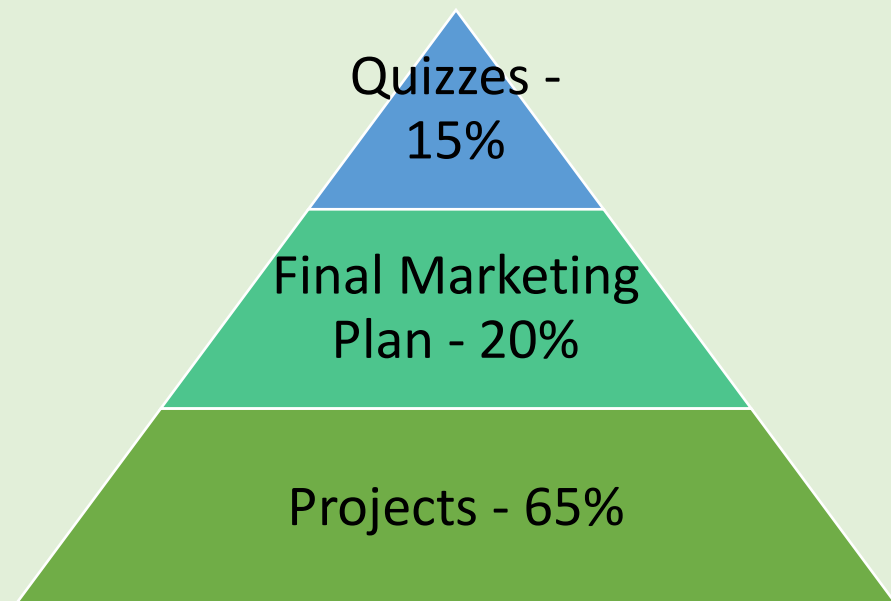 Quizzes -
15%
Final Marketing
Plan - 20%
Projects - 65%